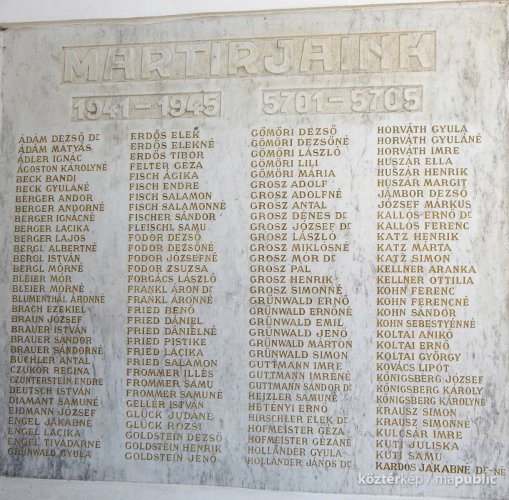 MÁRTIRJAINK
1941–1945 5701–5705
ÁDÁM DEZSŐ Dr
ÁDÁM MÁTYÁS
ADLER IGNÁC
ÁGOSTON KÁROLYNÉ
BECK BANDI
BECK GYULÁNÉ
BERGER ANDOR
BERGER ANDORNÉ
BERGER IGNÁCNÉ
BERGER LACIKA
BERGER LAJOS
BERGL ALBERTNÉ
BERGL ISTVÁN
BERGL MÓRNÉ
BLEIER MÓR
BLEIER MÓRNÉ
BLUMENTHÁL ÁRONNÉ
BRACH EZEKIEL
BRAUN JÓZSEF
BRAUER ISTVÁN
BRAUER SÁNDOR
BRAUER SÁNDORNÉ
BÜCHLER ANTAL
CZUKOR REGINA
CZUNTERSTEIN ENDRE
DEUTSCH ISTVÁN
DIAMANT SAMUNÉ
EIDMANN JÓZSEF
ENGEL JAKABNÉ
ENGEL LACIKA
ENGEL TIVADARNÉ
GRÜNWALD GYULA
ERDŐS ELEK
ERDŐS ELEKNÉ
ERDŐS TIBOR
FELTER GÉZA
FISCH ÁGIKA
FISCH ENDRE
FISCH SALAMON
FISCH SALAMONNÉ
FISCHER SÁNDOR
FLEISCHL SAMU
FODOR DEZSŐ
FODOR DEZSŐNÉ
FODOR JÓZSEFNÉ
FODOR ZSUZSA
FORGÁCS LÁSZLÓ
FRANKL ÁRON Dr
FRANKL ÁRONNÉ
FRIED BENŐ
FRIED DÁNIEL
FRIED DÁNIELNÉ
FRIED PISTIKE
FRIED LACIKA
FRIED SALAMON
FROMMER ILLÉS
FROMMER SAMU
FROMMER SAMUNÉ
GELLER ISTVÁN
GLÜCK JUDÁNÉ
GLÜCK RÓZSI
GOLDSTEIN DEZSŐ
GOLDSTEIN HENRIK
GOLDSTEIN JENŐ
GÖMÖRI DEZSŐ
GÖMÖRI DEZSŐNÉ
GÖMÖRI LÁSZLÓ
GÖMÖRI LILI
GÖMÖRI MÁRIA
GROSZ ADOLF
GROSZ ADOLFNÉ
GROSZ ANTAL
GROSZ DÉNES Dr
GROSZ JÓZSEF Dr
GROSZ LÁSZLÓ
GROSZ MIKLÓSNÉ
GROSZ MÓR Dr
GROSZ PÁL
GROSZ HENRIK
GROSZ SIMONNÉ
GRÜNWALD ERNŐ
GRÜNWALD ERNŐNÉ
GRÜNWALD EMIL
GRÜNWALD JENŐ
GRÜNWALD MÁRTON
GRÜNWALD SIMON
GUTTMANN IMRE
GUTTMANN IMRÉNÉ
GUTTMANN SÁNDOR Dr
HEJZLER SAMUNÉ
HETÉNYI ERNŐ
HIRSCHLER ELEK Dr
HOFMEISTER GÉZA
HOFMEISTER GÉZÁNÉ
HOLLÄNDER GYULA
HOLLÄNDER JÁNOS Dr
HORVÁTH GYULA
HORVÁTH GYULÁNÉ
HORVÁTH IMRE
HUSZÁR ELLA
HUSZÁR HENRIK
HUSZÁR MARGIT
JÁMBOR DEZSŐ
JÓZSEF MÁRKUS
KALLÓS ERNŐ Dr
KALLÓS FERENC
KATZ HENRIK
KATZ MÁRTA
KATZ SIMON
KELLNER ARANKA
KELLNER OTTILIA
KOHN FERENC
KOHN FERENCNÉ
KOHN SÁNDOR
KOHN SEBESTYÉNNÉ
KOLTAI ANIKÓ
KOLTAI ERNŐ
KOLTAI GYÖRGY
KOVÁCS LIPÓT
KÖNIGSBERG JÓZSEF
KÖNIGSBERG KÁROLY
KÖNIGSBERG KÁROLYNÉ
KRAUSZ SIMON
KRAUSZ SIMONNÉ
KULCSÁR IMRE
KUTI JULISKA
KUTI SAMU
KARDOS JAKABNÉ Dr-NÉ
köztérkép / mapublic